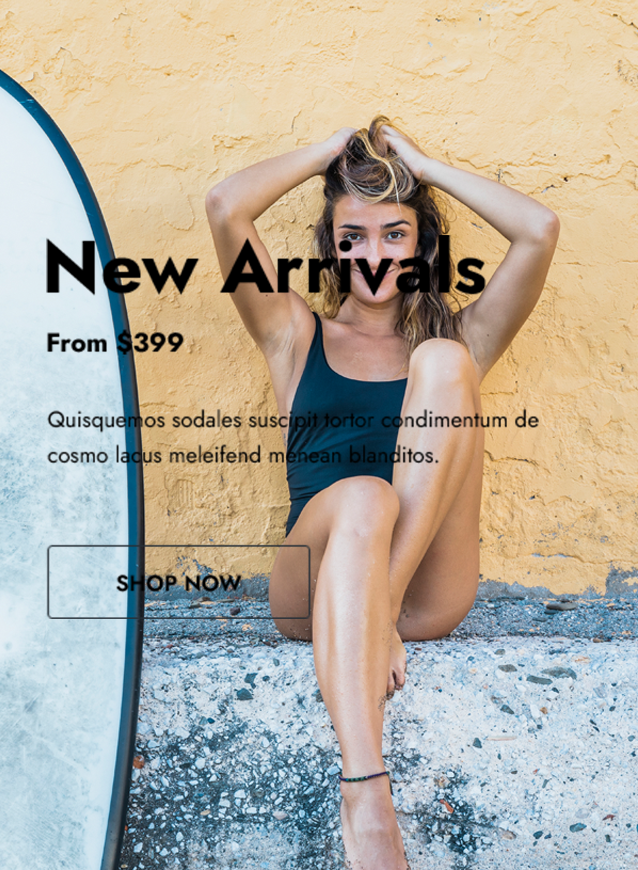 New Arrivals
From $399
Quisquemos sodales suscipit tortor condimentum de
cosmo lacus meleifend menean blanditos.
SHOP NOW